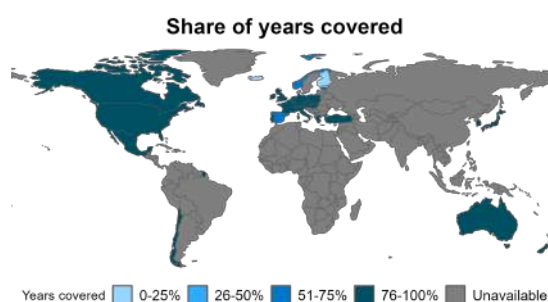 Share of years covered
Years covered 0-25% 26-50% 51-75% 76-100% Unavailable